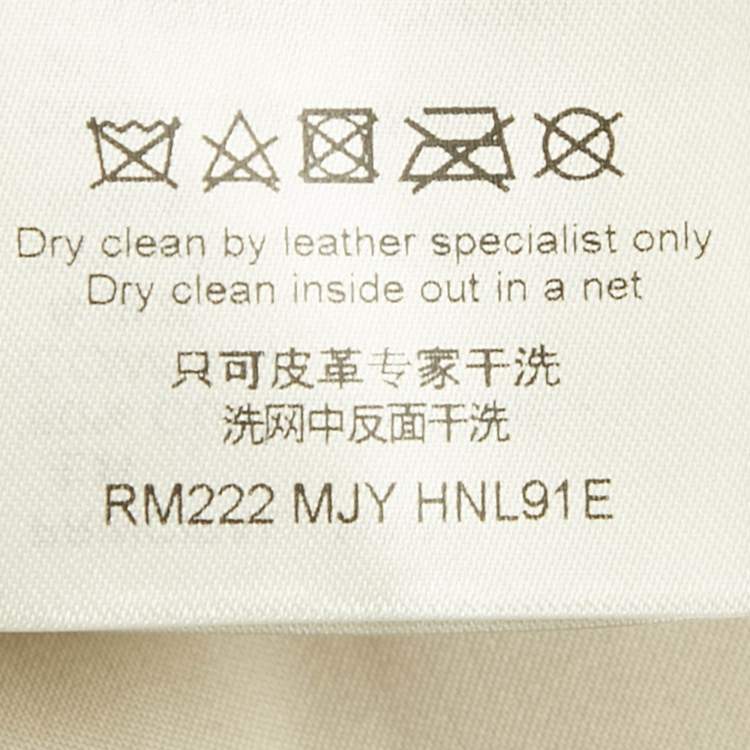 Dry clean by leather specialist only
Dry clean inside out in a net
只可皮革专家干洗
洗网中反面干洗
RM222 MJY HNL91E